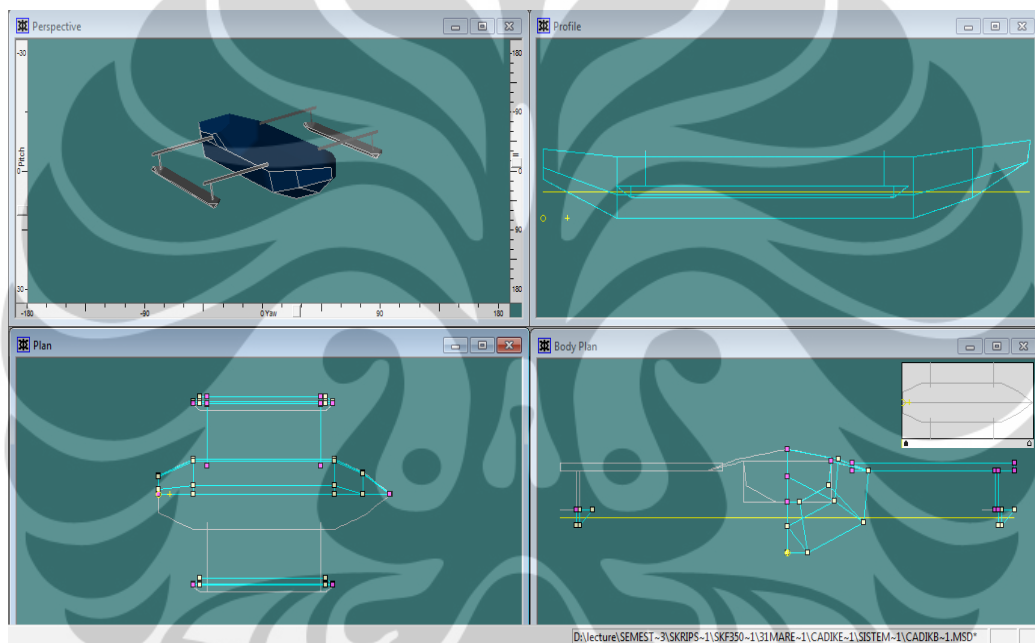 Perspective
-30
Pitch
0
30
-180
-90
0 Yaw
90
180
-180
-90
0
90
180
Profile
Plan
Body Plan
D:\lecture\SEMEST~3\SKRIPS~1\SKF350~1\31MARE~1\CADIKE~1\SISTEM~1\CADIKB~1.MSD*